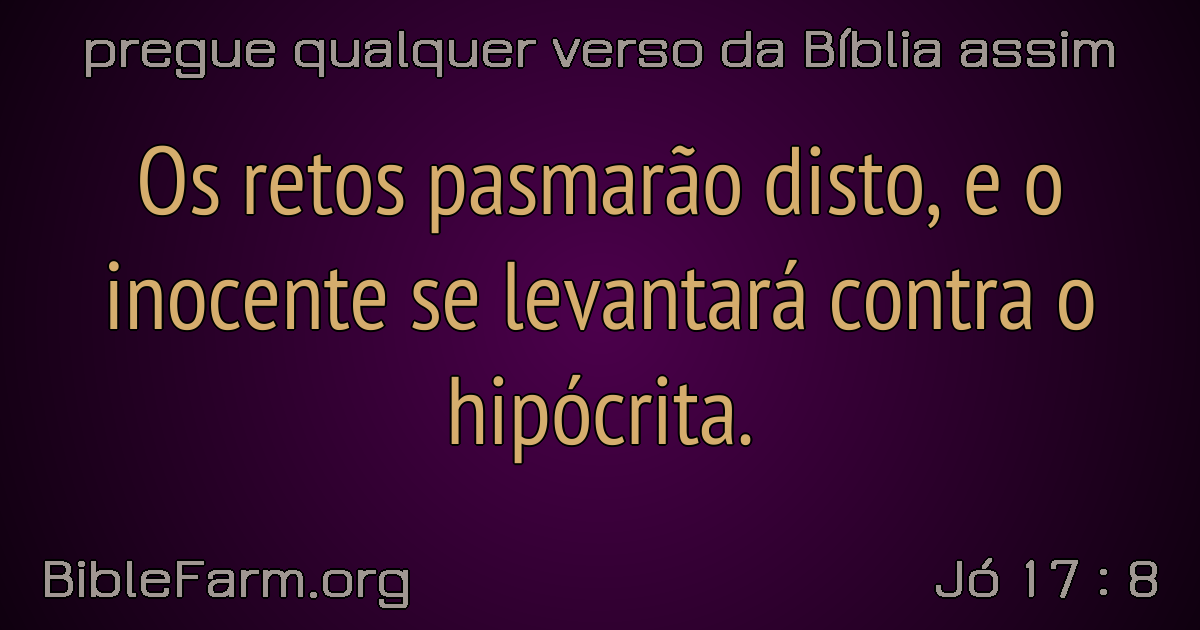 pregue qualquer verso da Bíblia assim
Os retos pasmarão disto, e o
inocente se levantará contra o
hipócrita.
BibleFarm.org
Jó 17 : 8